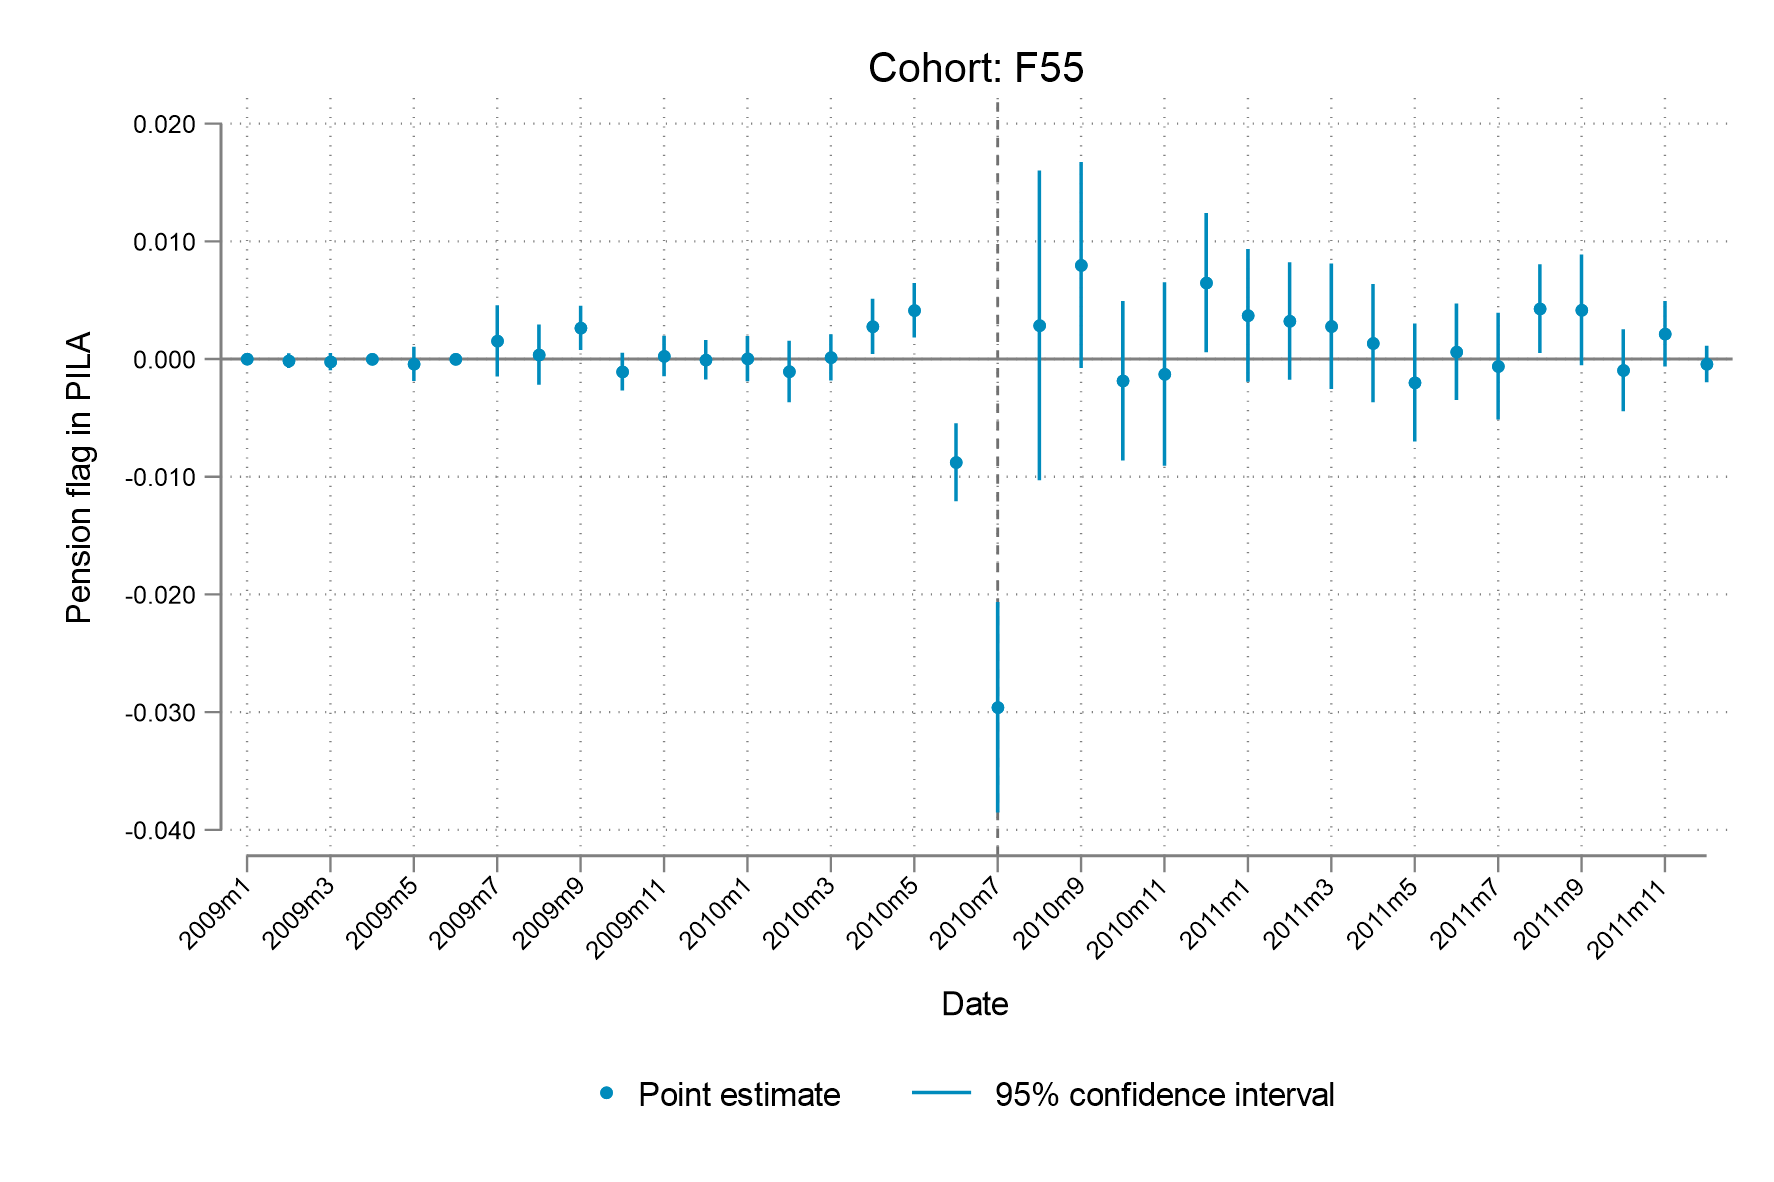 Cohort: F55
0.020
0.010
0.000
-0.010
-0.020
-0.030
-0.040
Pension flag in PILA
2009m1
2009m3
2009m5
2009m7
2009m9
2009m11
2010m1
2010m3
2010m5
2010m7
2010m9
2010m11
2011m1
2011m3
2011m5
2011m7
2011m9
2011m11
Date
Point estimate
95% confidence interval